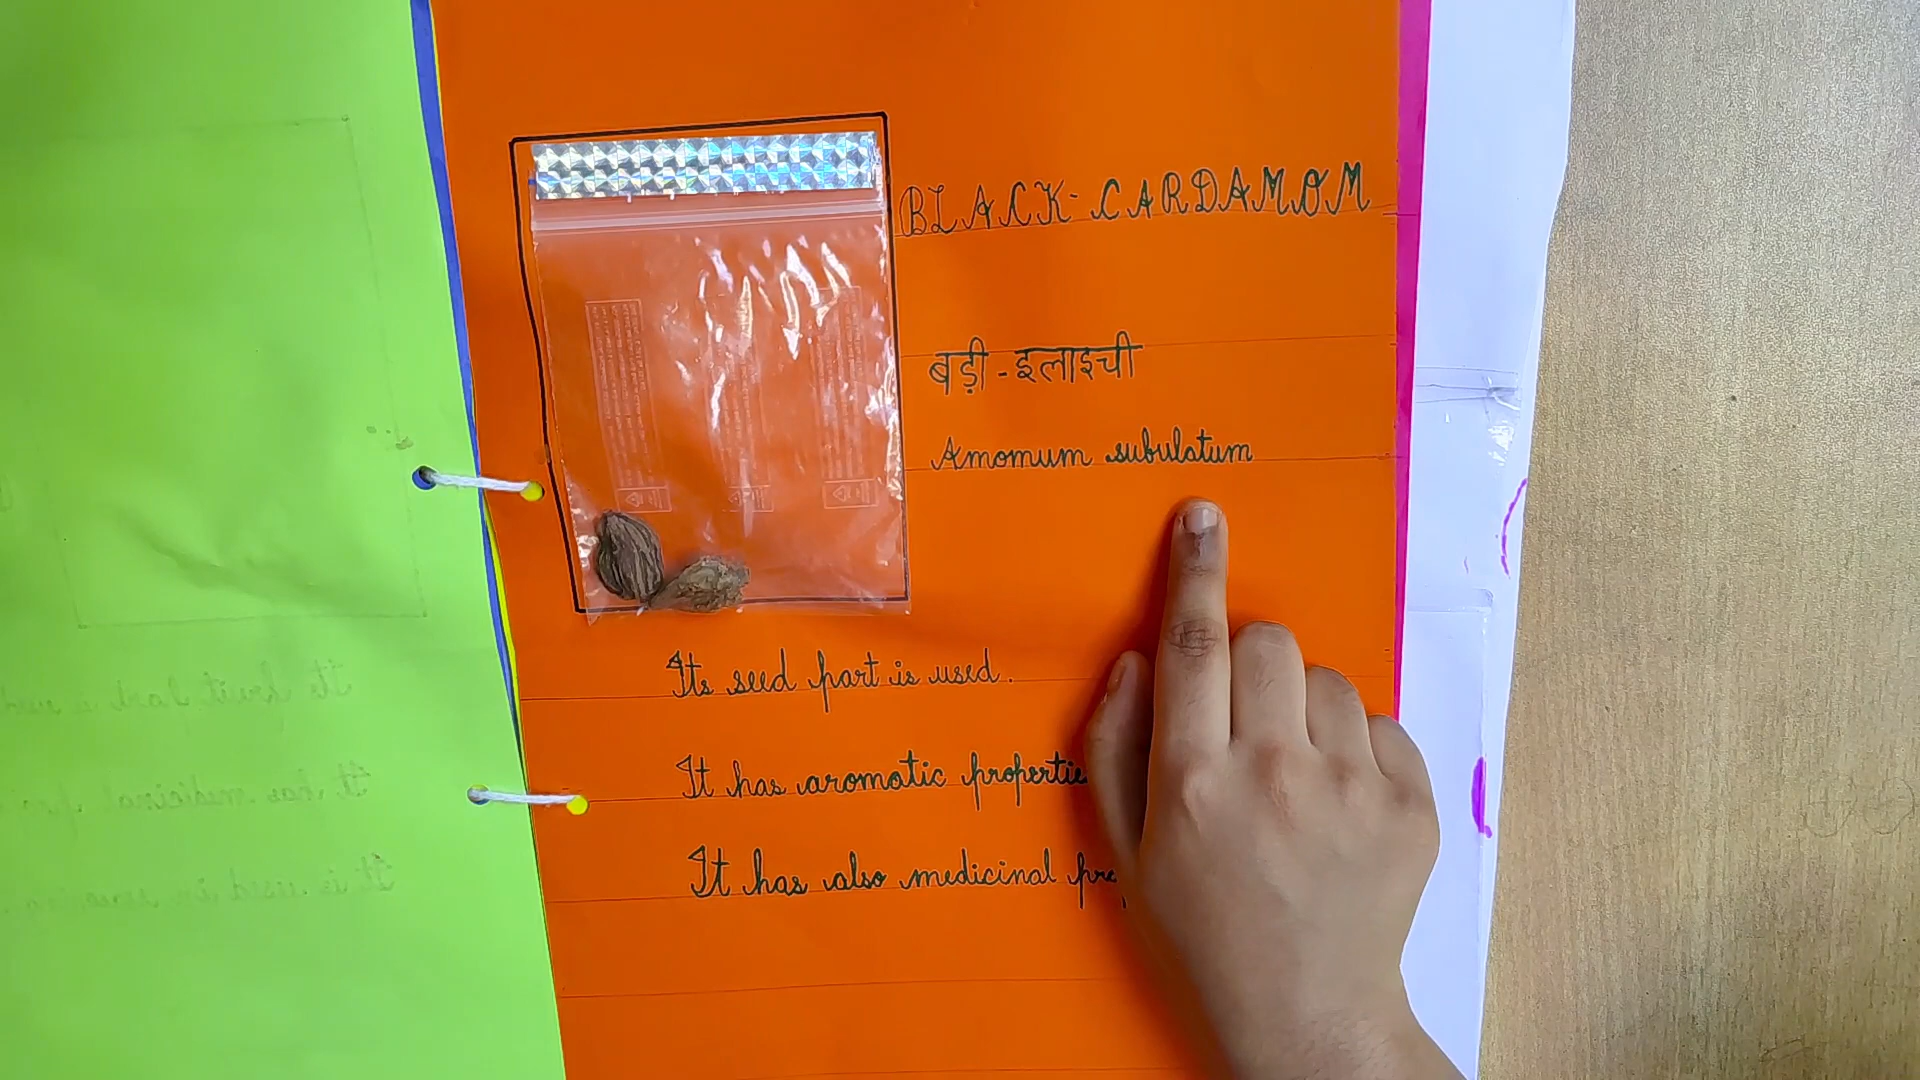 BLACK-CARDAMOM
बड़ी-इलाइची
Amomum subulatum
Its seed part is used.
It has aromatic
It has also medicinal